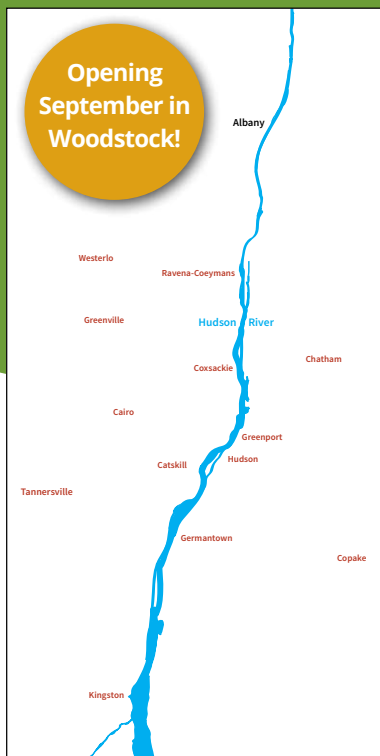 Opening
September in
Woodstock!
Albany
Westerlo
Ravena-Coeymans
Greenville
Hudson River
Chatham
Coxsackie
Cairo
Greenport
Hudson
Catskill
Tannersville
Germantown
Copake
Kingston